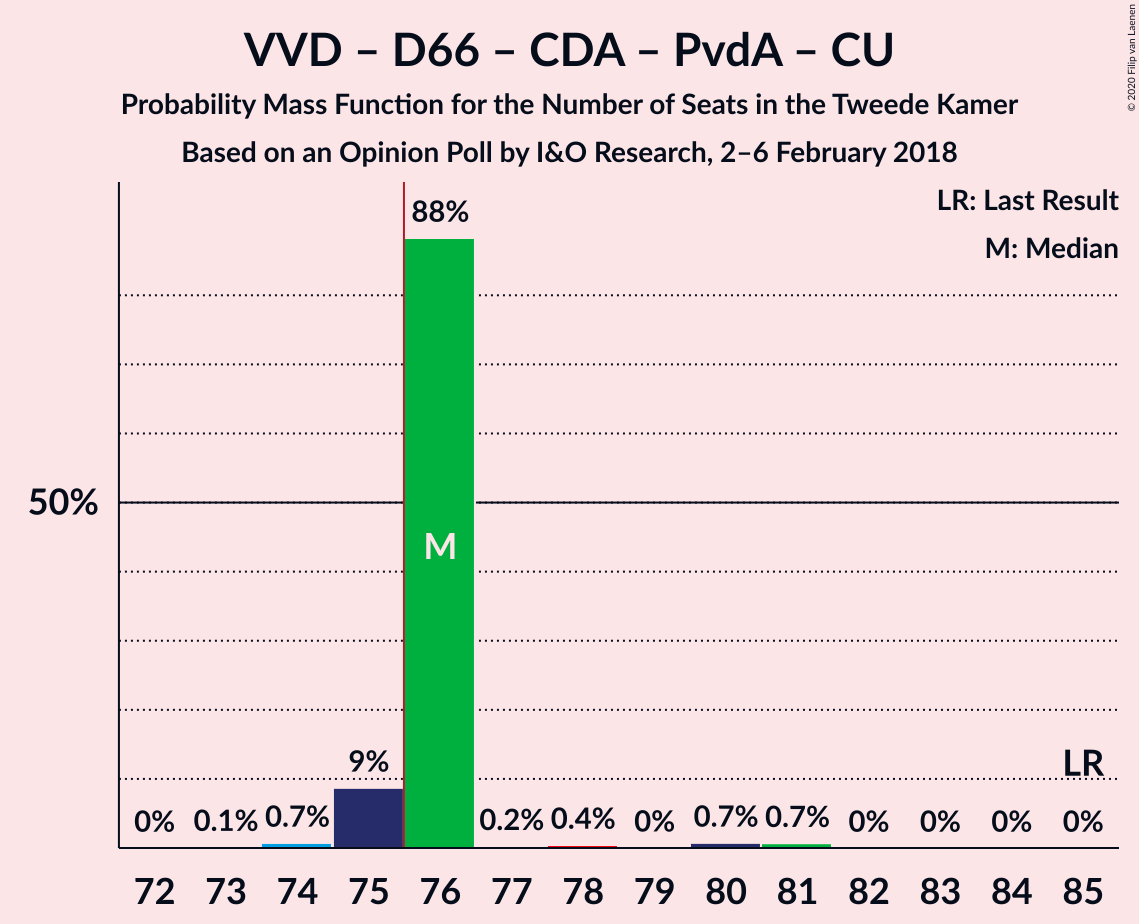 VVD – D66 – CDA – PvdA – CU
Probability Mass Function for the Number of Seats in the Tweede Kamer
Based on an Opinion Poll by I&O Research, 2–6 February 2018
© 2020 Filip van Laenen
LR: Last Result
M: Median
88%
50%
M
9%
LR
0% 0.1% 0.7% 0.2% 0.4% 0% 0.7% 0.7% 0% 0% 0% 0%
72 73 74 75 76 77 78 79 80 81 82 83 84 85